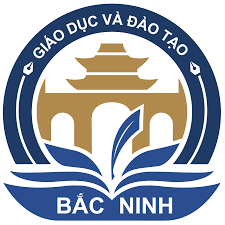 GIÁO DỤC VÀ ĐÀO TẠO
BẮC NINH